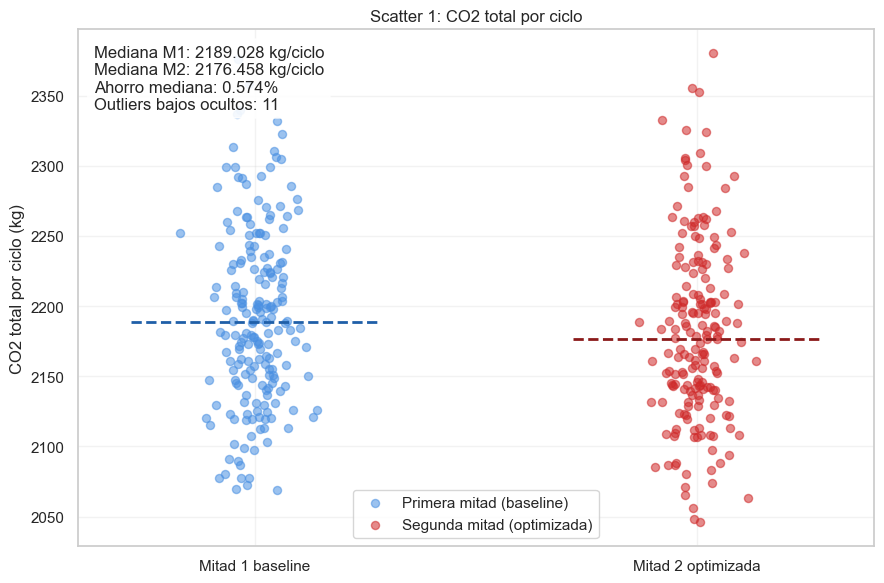 Scatter 1: CO2 total por ciclo
Mediana M1: 2189.028 kg/ciclo
Mediana M2: 2176.458 kg/ciclo
Ahorro mediana: 0.574%
Outliers bajos ocultos: 11
CO2 total por ciclo (kg)
2350
2300
2250
2200
2150
2100
2050
Primera mitad (baseline)
Segunda mitad (optimizada)
Mitad 1 baseline
Mitad 2 optimizada